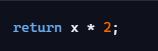 return x * 2;